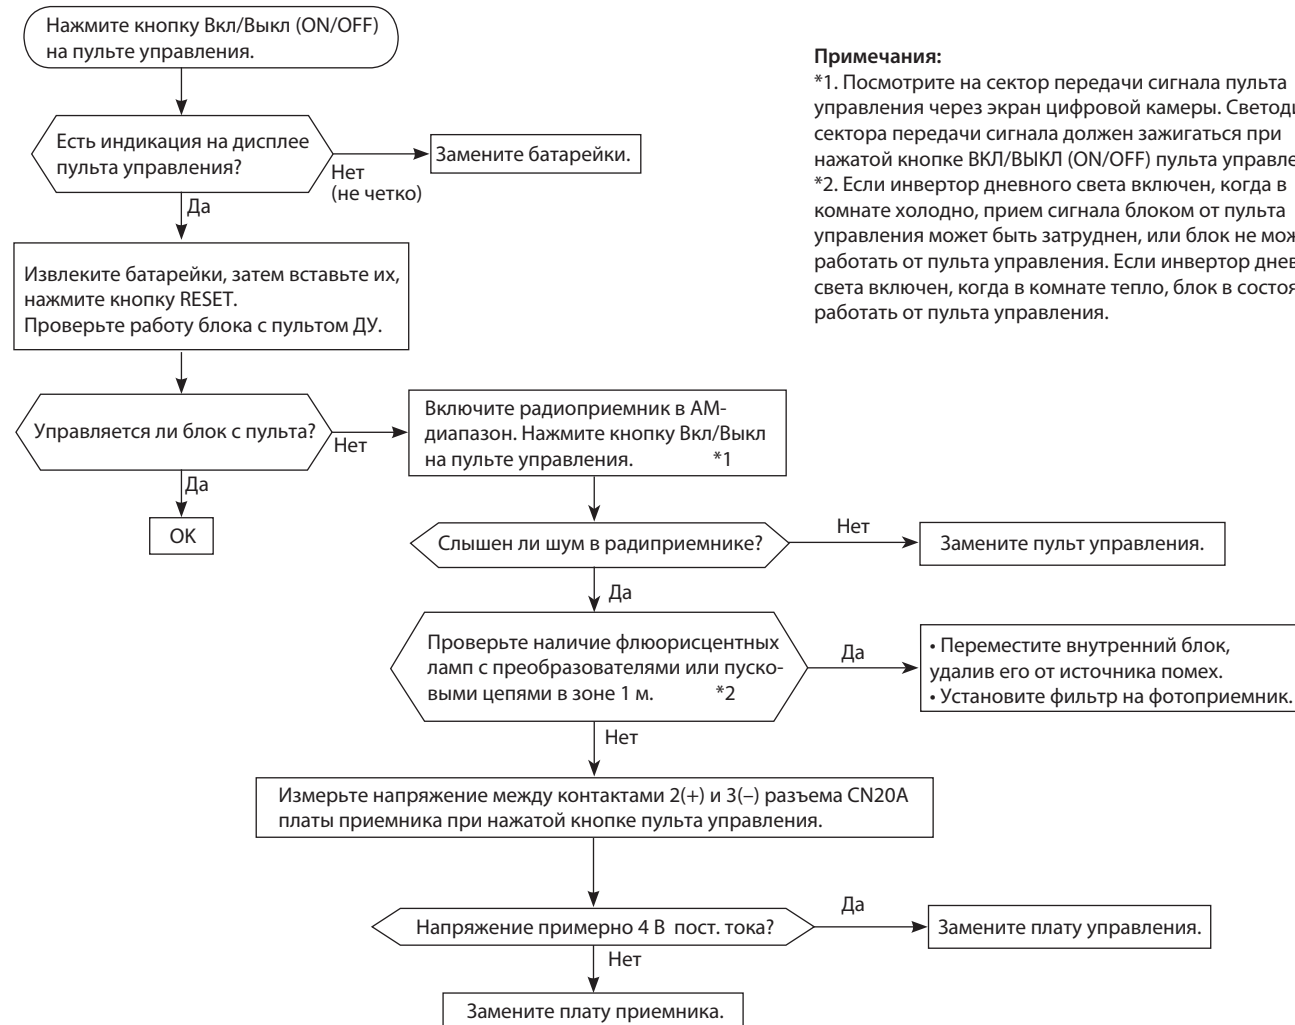 Нажмите кнопку Вкл/Выкл (ON/OFF)
на пульте управления.
Есть индикация на дисплее
пульта управления?
Нет
(не четко)
Замените батарейки.
Да
Извлеките батарейки, затем вставьте их,
нажмите кнопку RESET.
Проверьте работу блока с пультом ДУ.
Управляется ли блок с пульта?
Нет
Да
OK
Включите радиоприемник в АМ-
диапазон. Нажмите кнопку Вкл/Выкл
на пульте управления. *1
Слышен ли шум в радиприемнике?
Нет
Замените пульт управления.
Да
Проверьте наличие флюорисцентных
ламп с преобразователями или пуско-
выми цепями в зоне 1 м. *2
Да
• Переместите внутренний блок,
удалив его от источника помех.
• Установите фильтр на фотоприемник.
Нет
Измерьте напряжение между контактами 2(+) и 3(–) разъема CN20A
платы приемника при нажатой кнопке пульта управления.
Напряжение примерно 4 В пост. тока?
Да
Замените плату управления.
Нет
Замените плату приемника.
Примечания:
*1. Посмотрите на сектор передачи сигнала пульта
управления через экран цифровой камеры. Светоди
сектора передачи сигнала должен зажигаться при
нажатой кнопке ВКЛ/ВЫКЛ (ON/OFF) пульта управле
*2. Если инвертор дневного света включен, когда в
комнате холодно, прием сигнала блоком от пульта
управления может быть затруднен, или блок не мож
работать от пульта управления. Если инвертор днев
света включен, когда в комнате тепло, блок в состоя
работать от пульта управления.